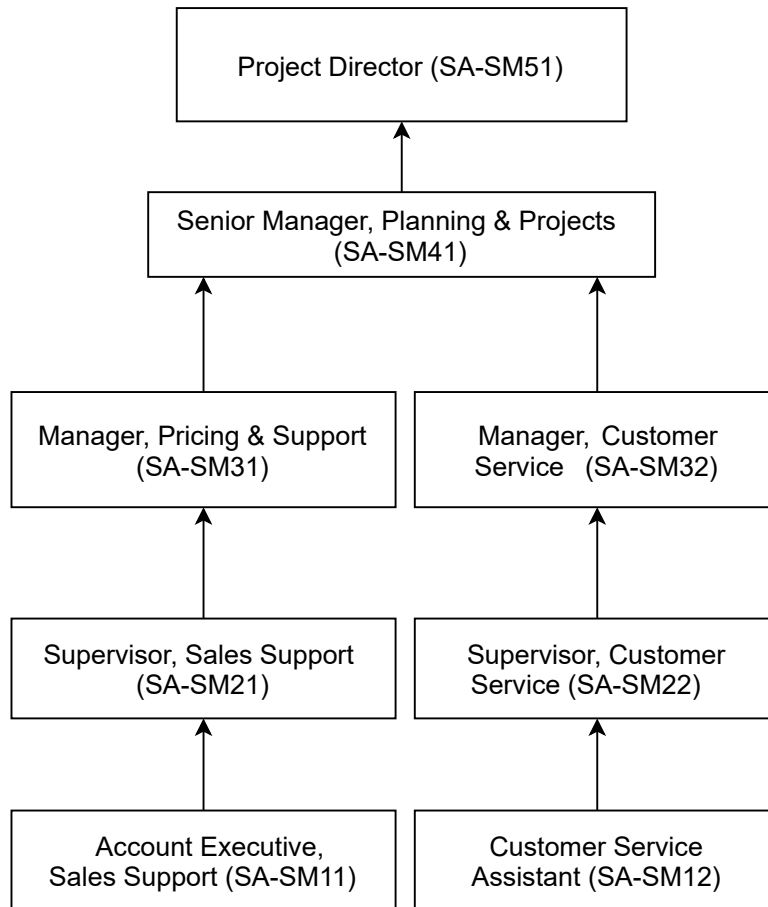 Project Director (SA-SM51)
Senior Manager, Planning & Projects
(SA-SM41)
Manager, Pricing & Support
(SA-SM31)
Manager, Customer
Service (SA-SM32)
Supervisor, Sales Support
(SA-SM21)
Supervisor, Customer
Service (SA-SM22)
Account Executive,
Sales Support (SA-SM11)
Customer Service
Assistant (SA-SM12)